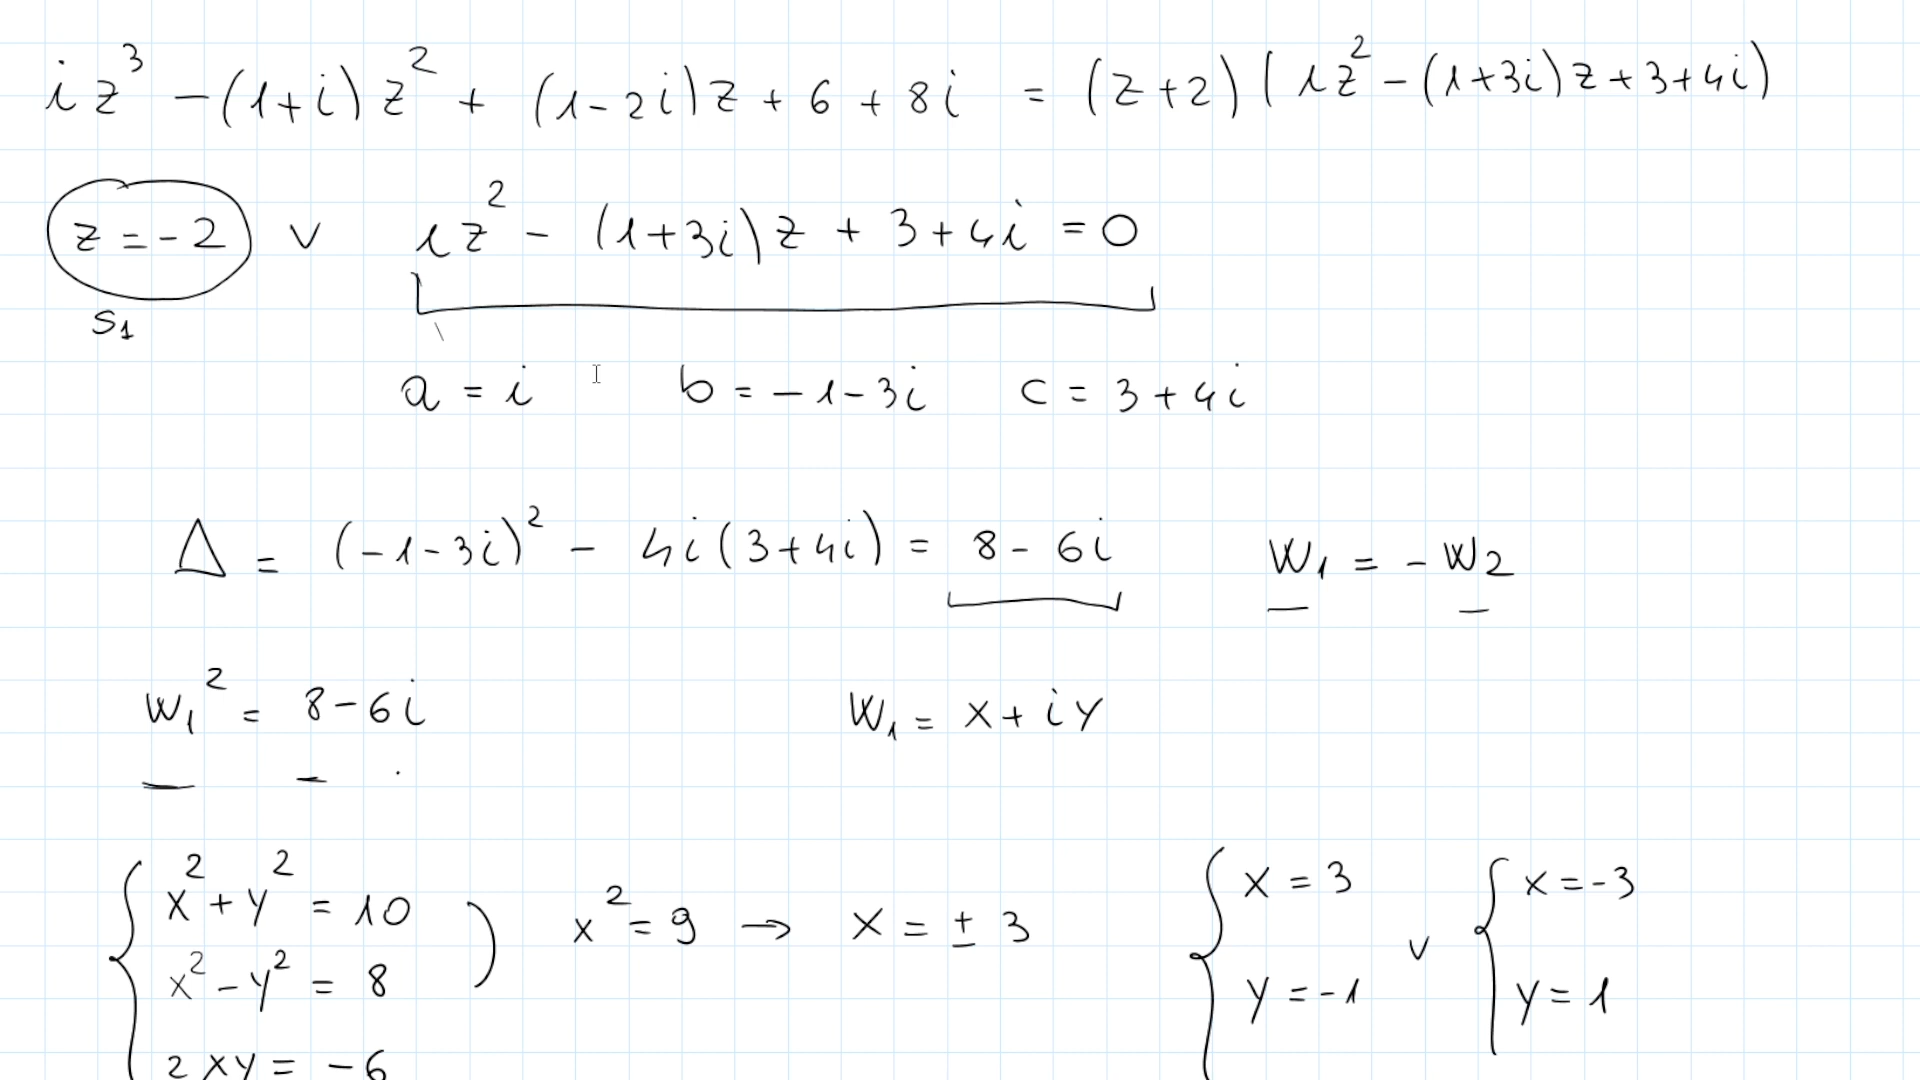 iz³ -(1+i)z² + (1-2i)z + 6 + 8i = (z+2)(iz² -(1+3i)z+3+4i)
z = -2 ∨ iz² - (1+3i)z + 3+4i = 0
S₁
a = i b = -1-3i c = 3+4i
Δ = (-1-3i)² - 4i(3+4i) = 8-6i W₁ = -W₂
W₁² = 8-6i W₁ = x+iy
{ x²+y² = 10 ) x² = 9 → x = ±3 { x = 3 ∨ { x = -3
x²-y² = 8 y = -1 y = 1
2xy = -6